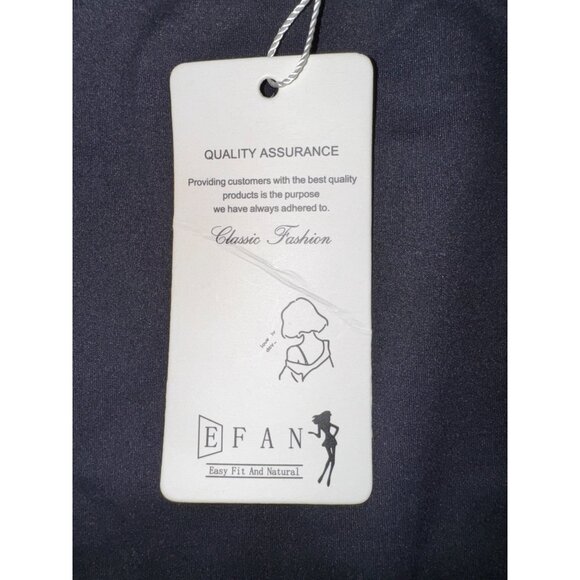 QUALITY ASSURANCE
Providing customers with the best quality
products is the purpose
we have always adhered to.
Classic Fashion
EFAN
Easy Fit And Natural